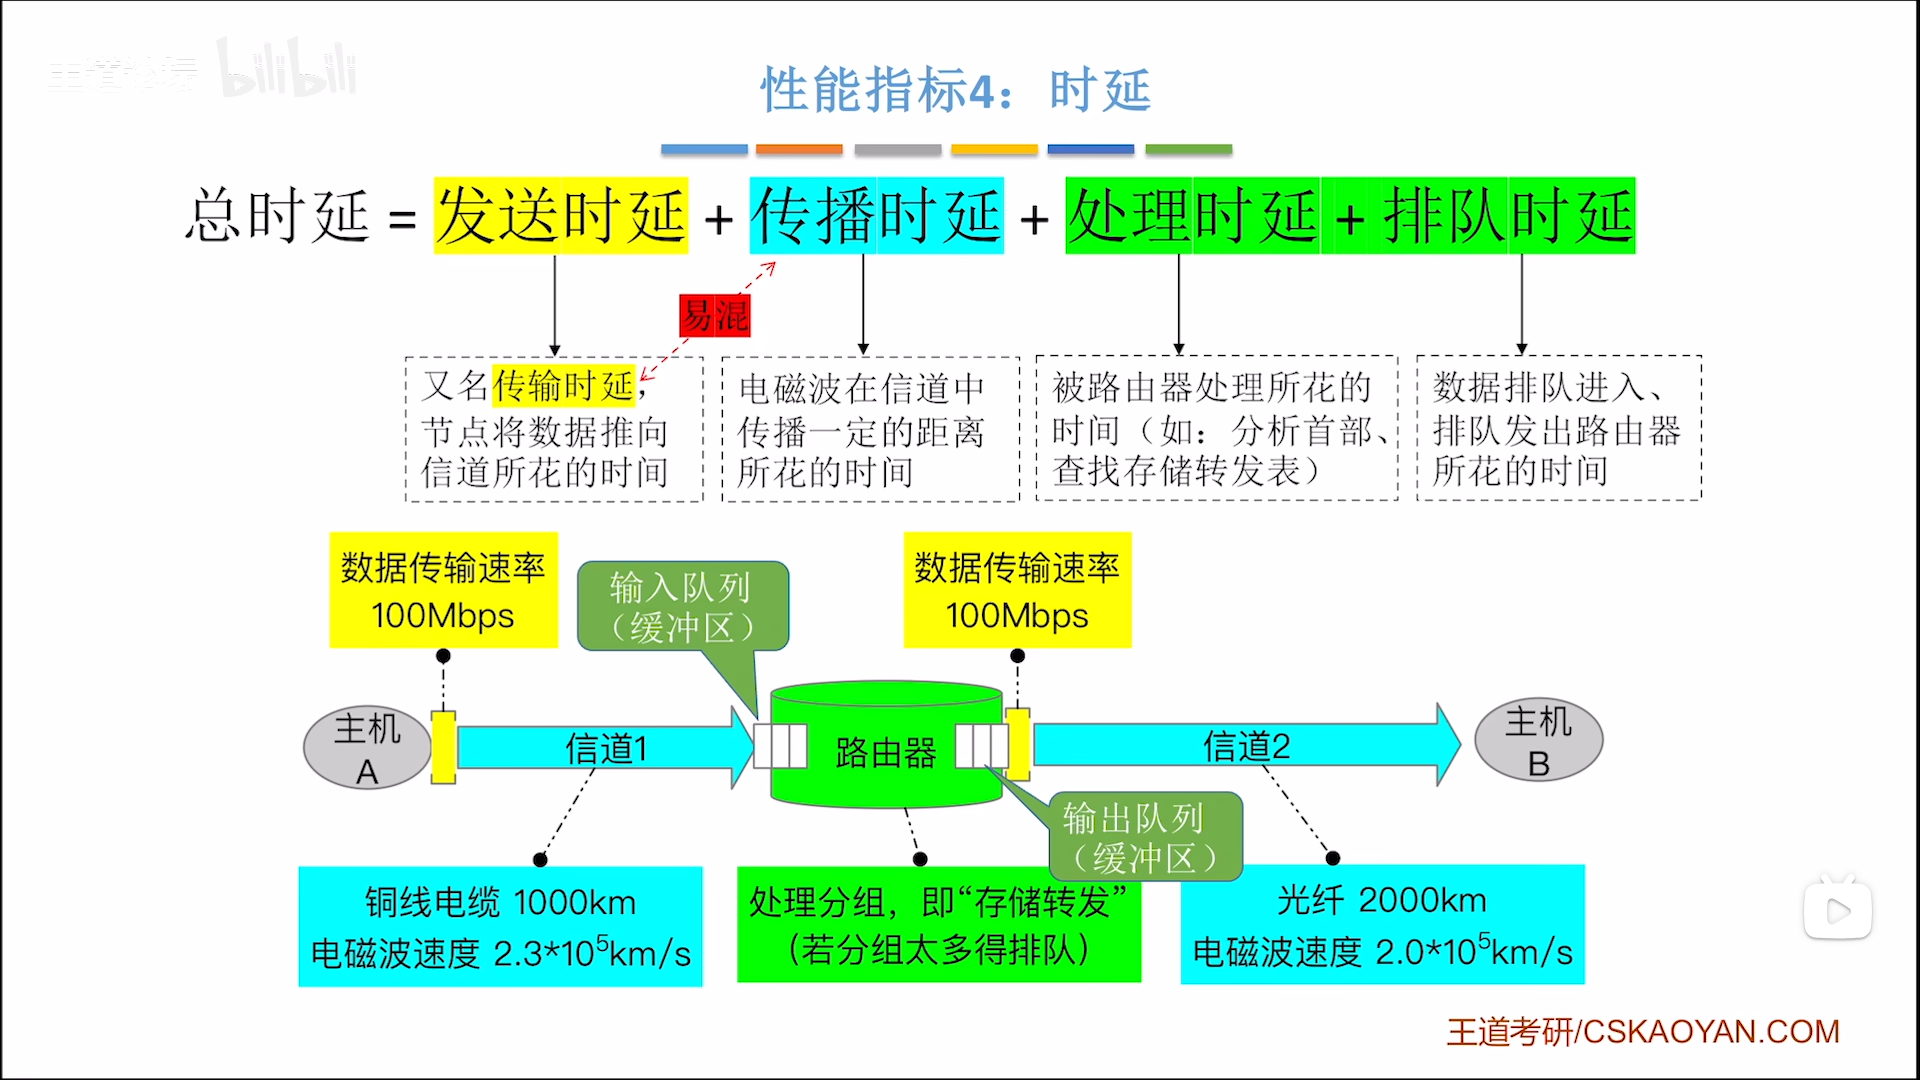 王道论坛 bilibili
性能指标4：时延
总时延 = 发送时延 + 传播时延 + 处理时延 + 排队时延
易混
又名传输时延，
节点将数据推向
信道所花的时间
电磁波在信道中
传播一定的距离
所花的时间
被路由器处理所花的
时间（如：分析首部、
查找存储转发表）
数据排队进入、
排队发出路由器
所花的时间
数据传输速率
100Mbps
输入队列
（缓冲区）
数据传输速率
100Mbps
主机
A
信道1
路由器
信道2
主机
B
输出队列
（缓冲区）
铜线电缆 1000km
电磁波速度 2.3*10⁵km/s
处理分组，即“存储转发”
（若分组太多得排队）
光纤 2000km
电磁波速度 2.0*10⁵km/s
王道考研/CSKAOYAN.COM